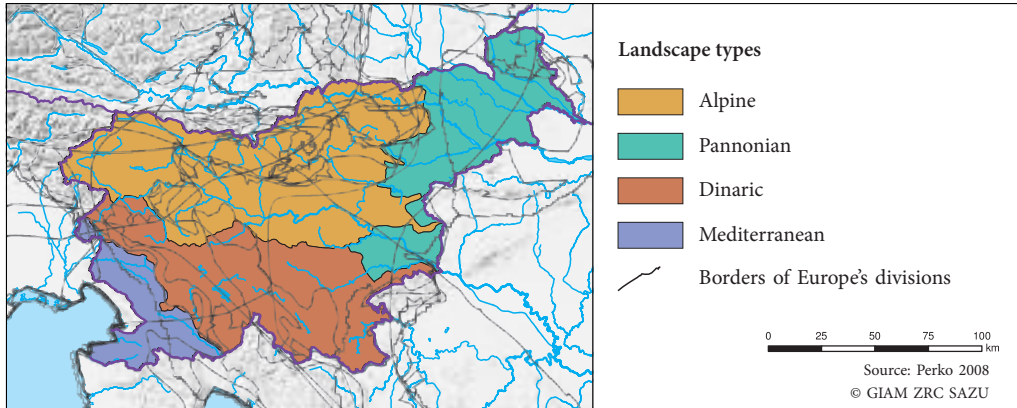 Landscape types
Alpine
Pannonian
Dinaric
Mediterranean
Borders of Europe's divisions
0 25 50 75 100
km
Source: Perko 2008
© GIAM ZRC SAZU